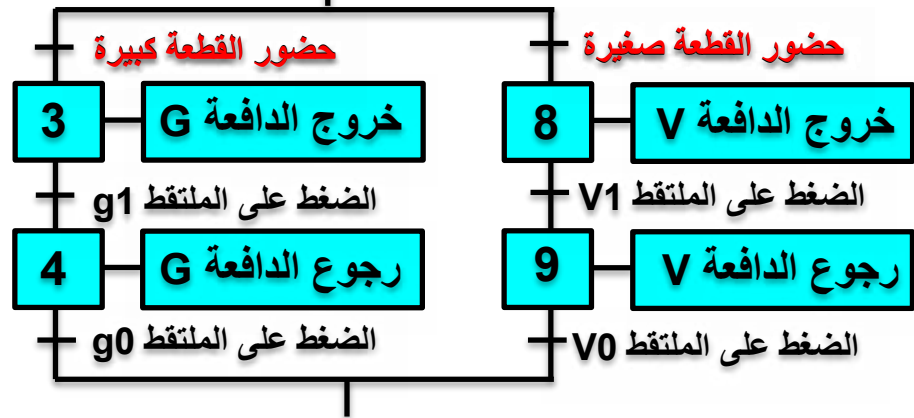 حضور القطعة كبيرة
حضور القطعة صغيرة
3
خروج الدافعة G
8
خروج الدافعة V
الضغط على الملتقط g1
الضغط على الملتقط V1
4
رجوع الدافعة G
9
رجوع الدافعة V
الضغط على الملتقط g0
الضغط على الملتقط V0